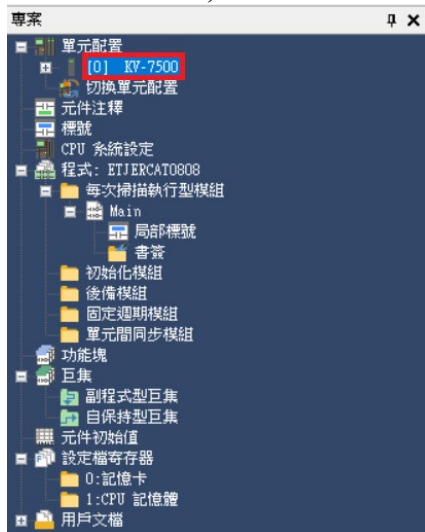 專案
單元配置
[0] KV-7500
切換單元配置
元件注釋
標號
CPU 系統設定
程式: ETJERCAT0808
每次掃描執行型模組
Main
局部標號
書簽
初始化模組
後備模組
固定週期模組
單元間同步模組
功能塊
巨集
副程式型巨集
自保持型巨集
元件初始值
設定檔寄存器
0:記憶卡
1:CPU 記憶體
用戶文檔